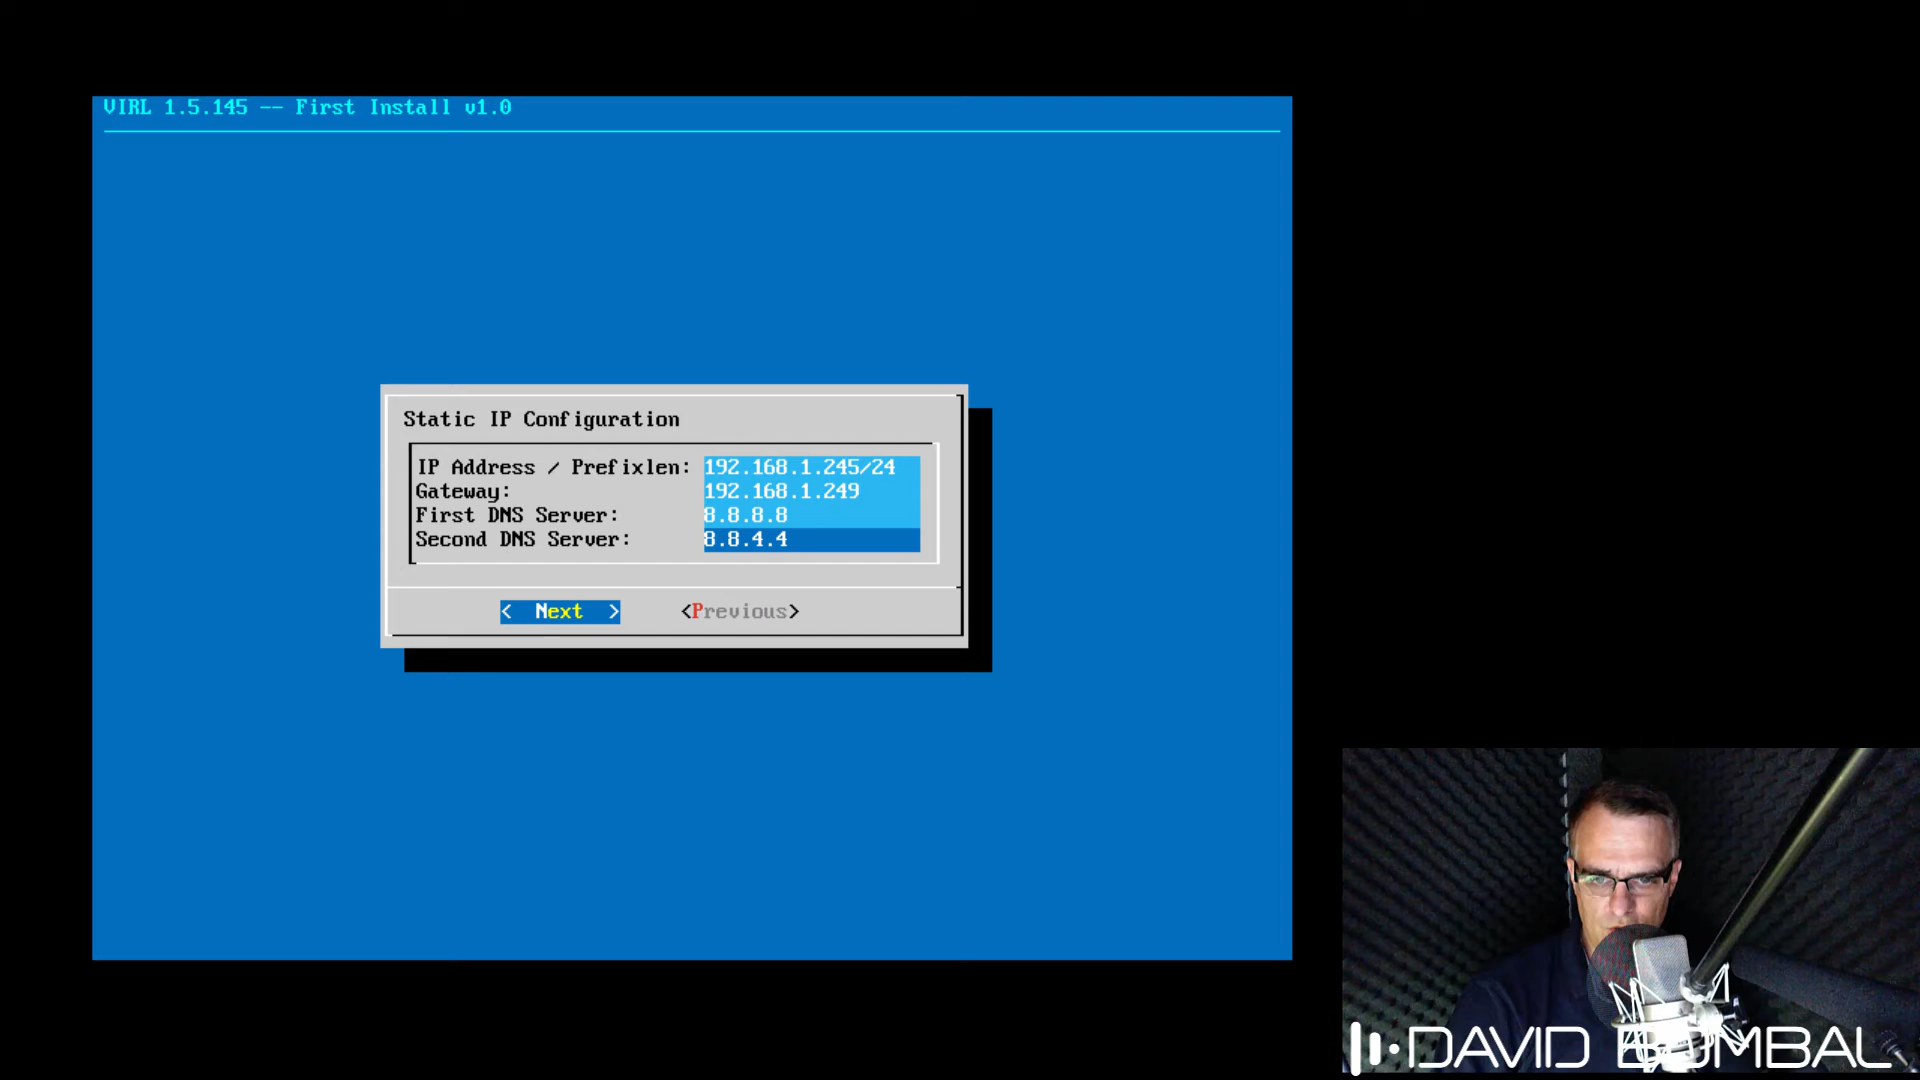 VIRL 1.5.145 -- First Install v1.0
Static IP Configuration
IP Address / Prefixlen: 192.168.1.245/24
Gateway: 192.168.1.249
First DNS Server: 8.8.8.8
Second DNS Server: 8.8.4.4
< Next > <Previous>
DAVID BOMBAL